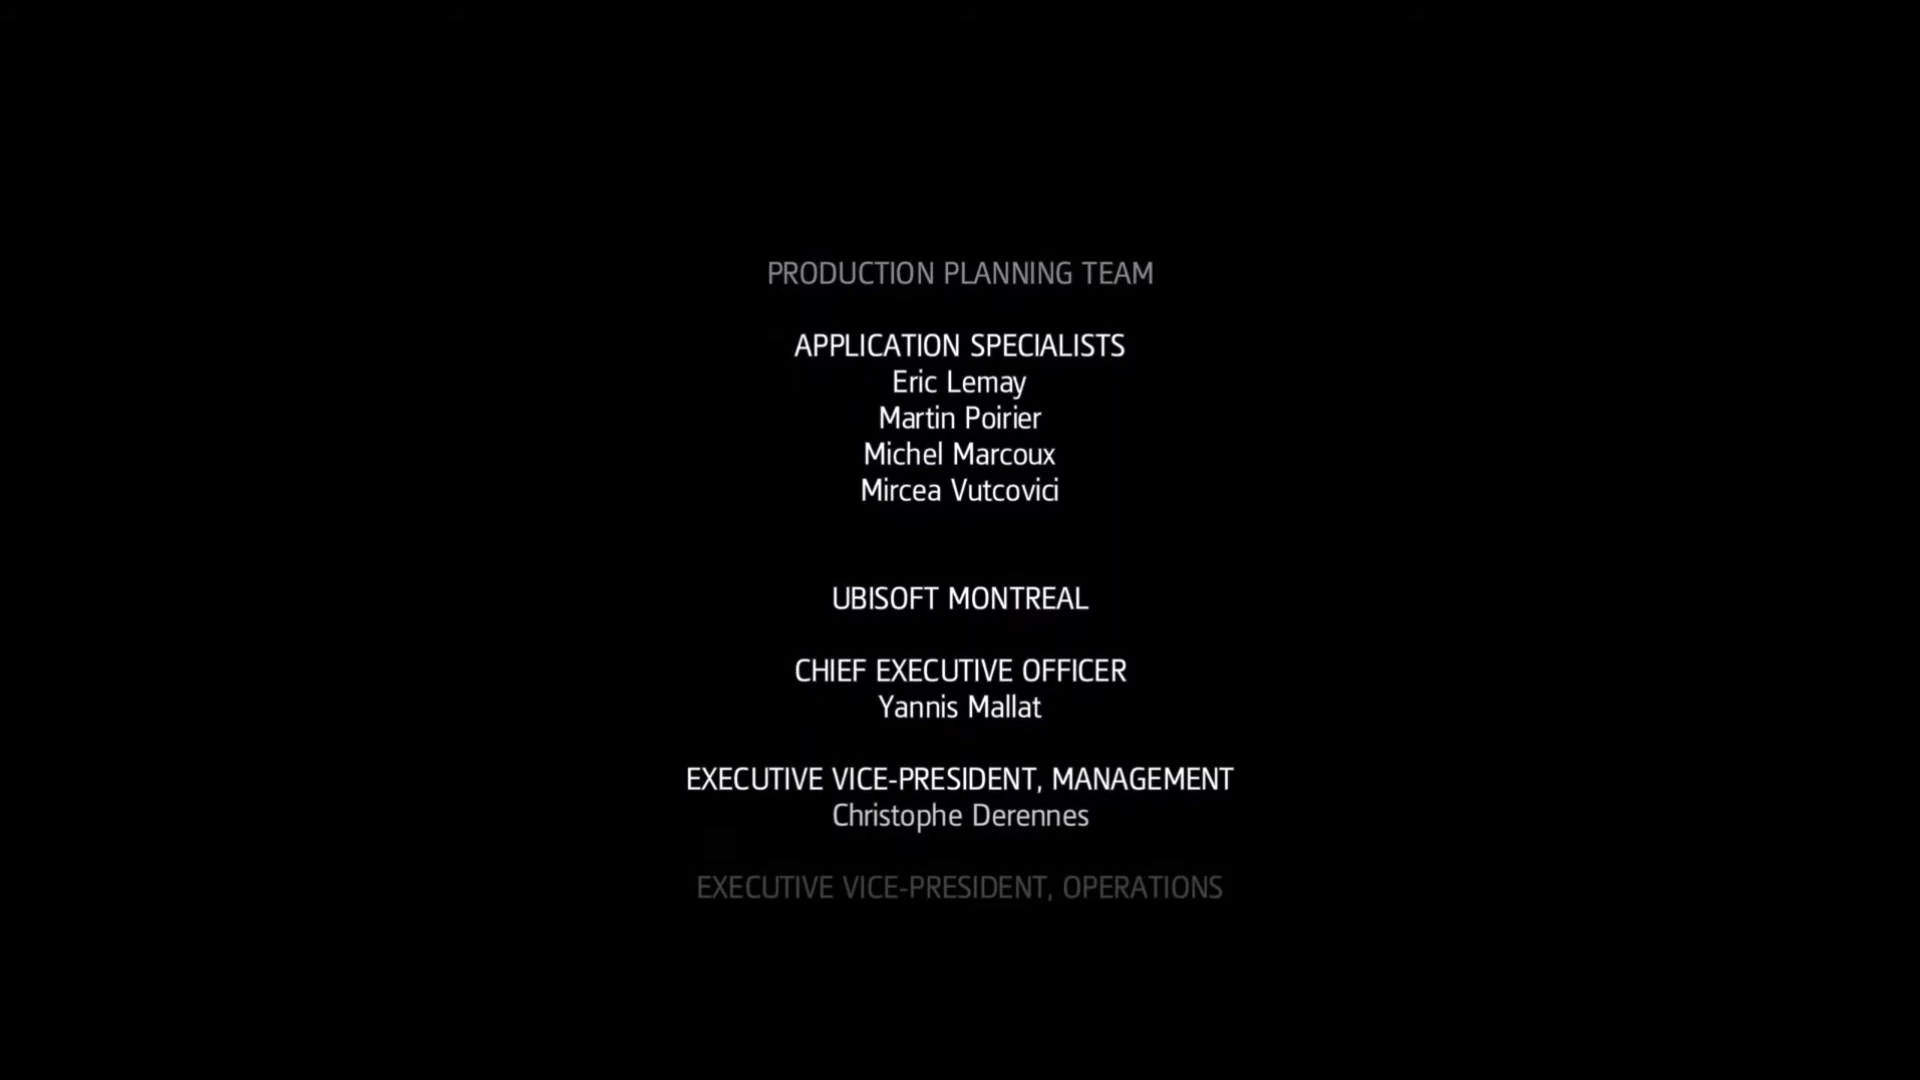 PRODUCTION PLANNING TEAM
APPLICATION SPECIALISTS
Eric Lemay
Martin Poirier
Michel Marcoux
Mircea Vutcovici
UBISOFT MONTREAL
CHIEF EXECUTIVE OFFICER
Yannis Mallat
EXECUTIVE VICE-PRESIDENT, MANAGEMENT
Christophe Derennes
EXECUTIVE VICE-PRESIDENT, OPERATIONS